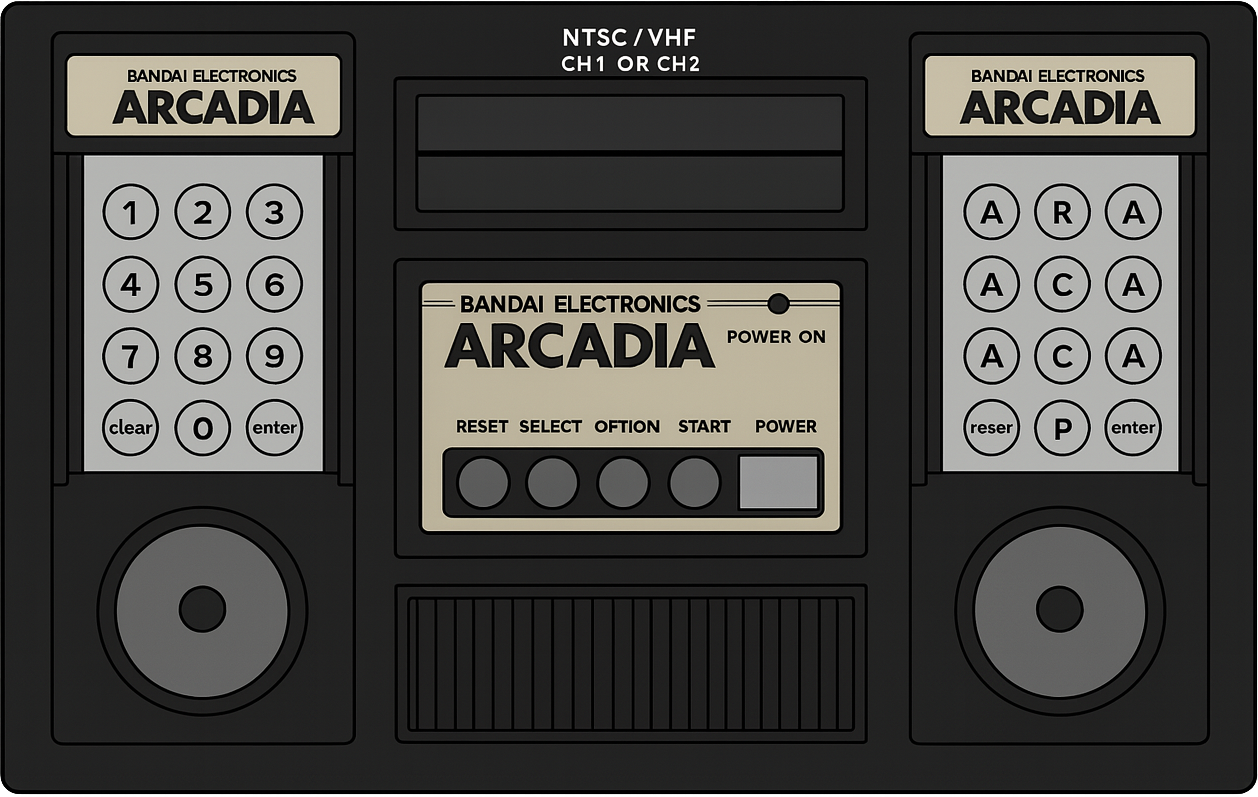 NTSC / VHF
CH1 OR CH2
BANDAI ELECTRONICS
ARCADIA
1 2 3
4 5 6
7 8 9
clear 0 enter
BANDAI ELECTRONICS
ARCADIA
POWER ON
RESET SELECT OFTION START POWER
BANDAI ELECTRONICS
ARCADIA
A R A
A C A
A C A
reser P enter